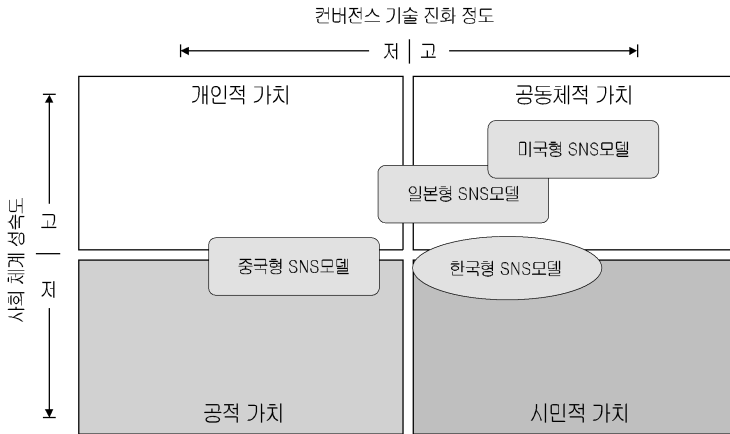 컨버전스 기술 진화 정도
저 고
개인적 가치
공동체적 가치
미국형 SNS모델
일본형 SNS모델
사회 체계 성숙도
고
저
중국형 SNS모델
한국형 SNS모델
공적 가치
시민적 가치